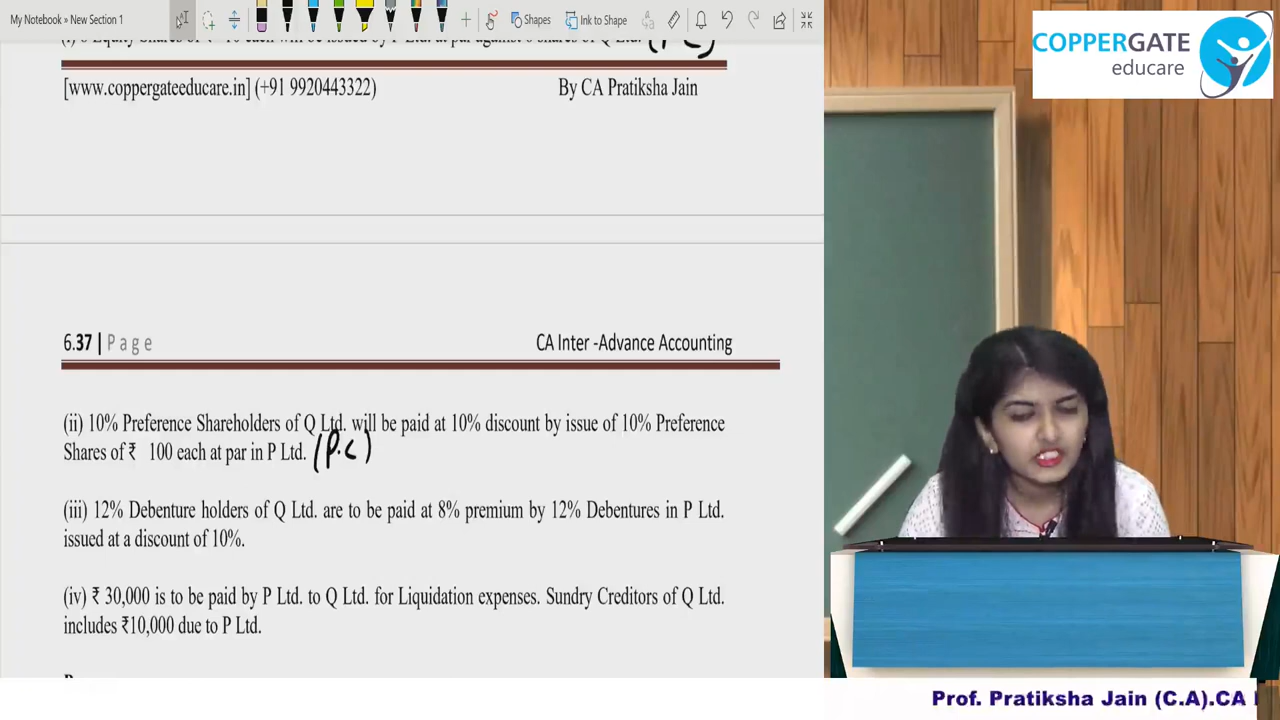 My Notebook » New Section 1
Shapes
Ink to Shape
COPPERGATE
educare
[www.coppergateeducare.in] (+91 9920443322)
By CA Pratiksha Jain
6.37 | Page
CA Inter -Advance Accounting
(ii) 10% Preference Shareholders of Q Ltd. will be paid at 10% discount by issue of 10% Preference
Shares of ₹ 100 each at par in P Ltd. (P.C)
(iii) 12% Debenture holders of Q Ltd. are to be paid at 8% premium by 12% Debentures in P Ltd.
issued at a discount of 10%.
(iv) ₹ 30,000 is to be paid by P Ltd. to Q Ltd. for Liquidation expenses. Sundry Creditors of Q Ltd.
includes ₹10,000 due to P Ltd.
Prof. Pratiksha Jain (C.A).CA